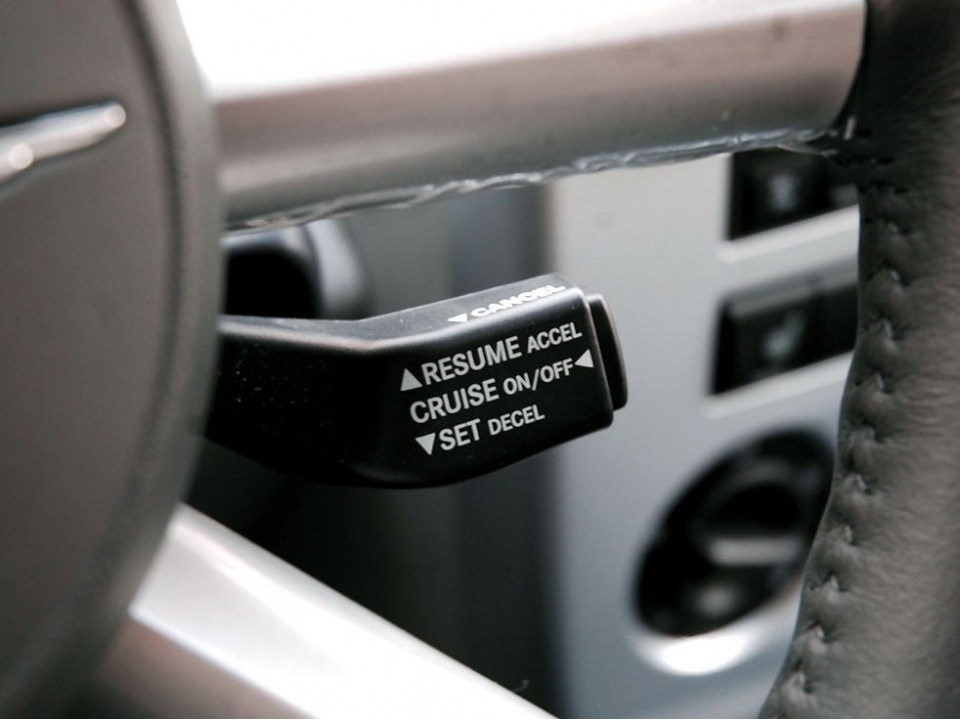 ▼CANCEL
▲RESUME ACCEL
CRUISE ON/OFF◀
▼SET DECEL